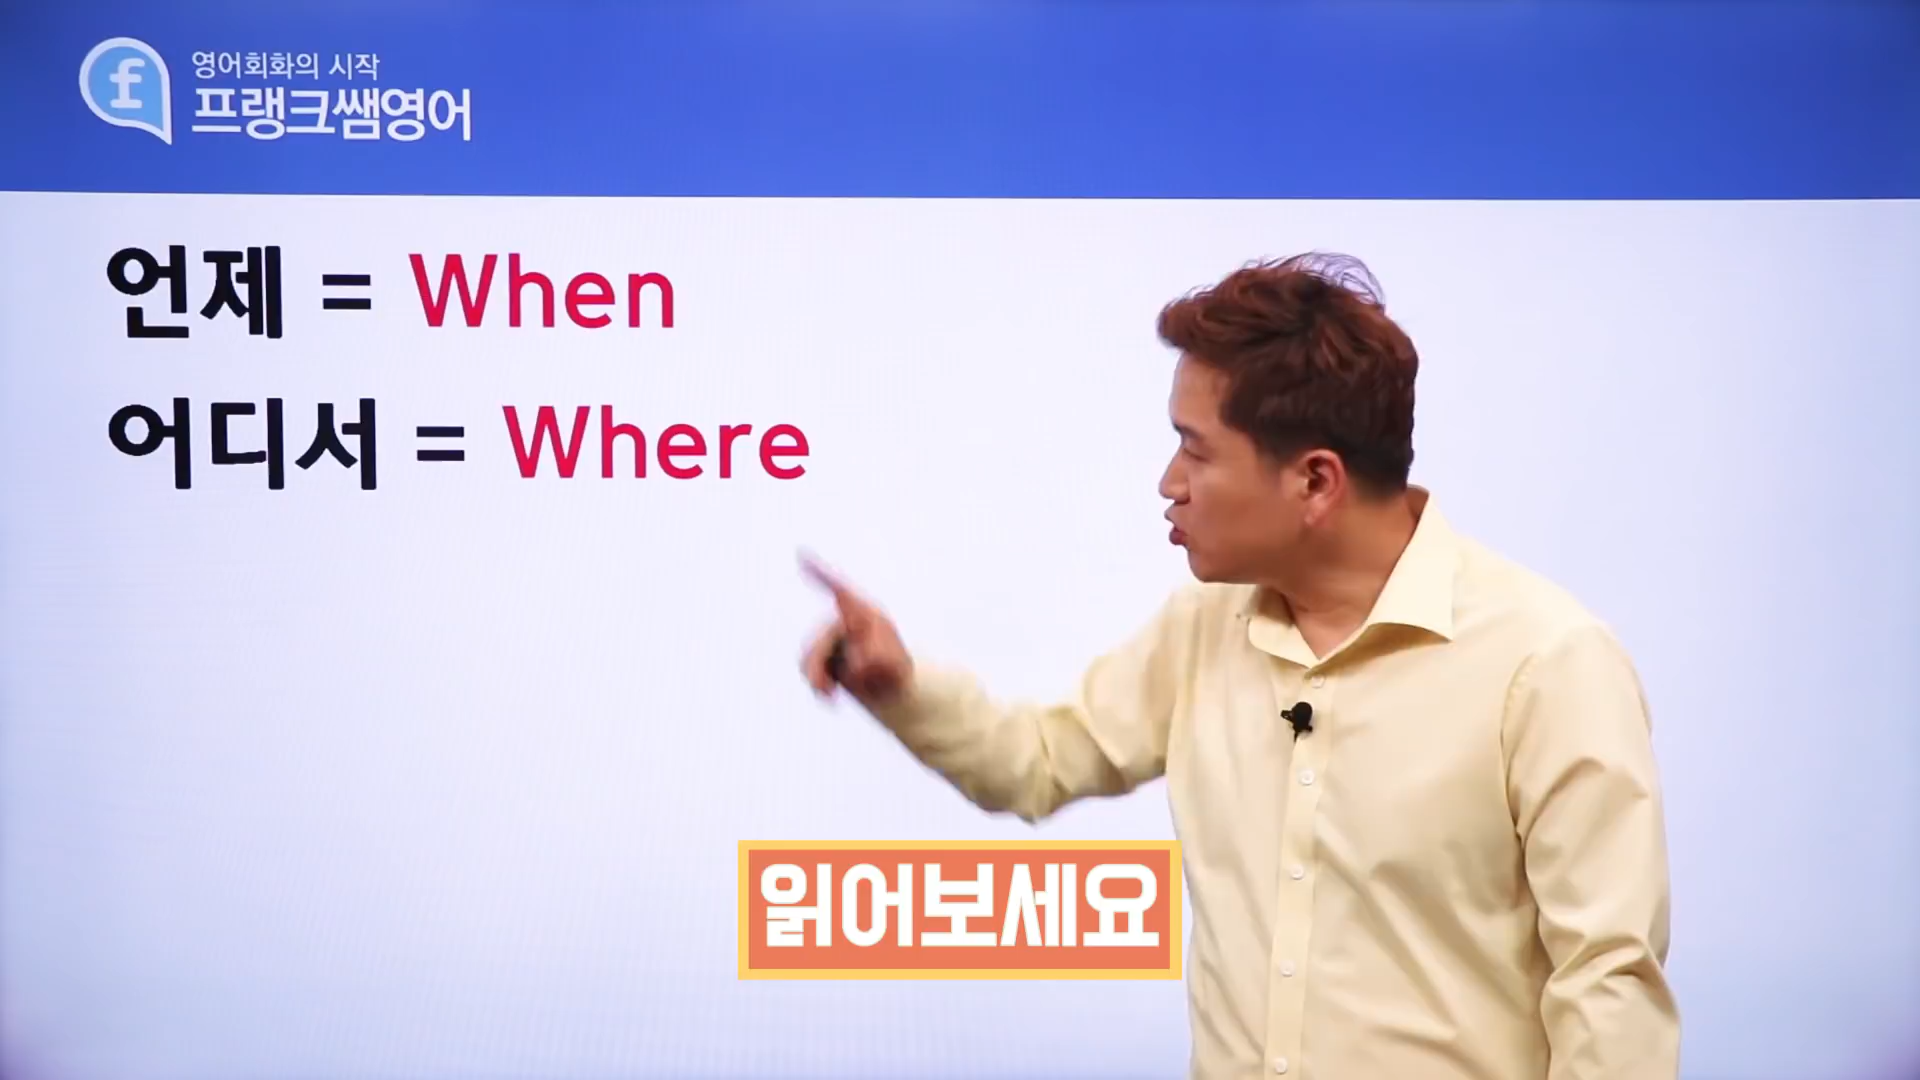 f
영어회화의 시작
프랭크쌤영어
언제 = When
어디서 = Where
읽어보세요